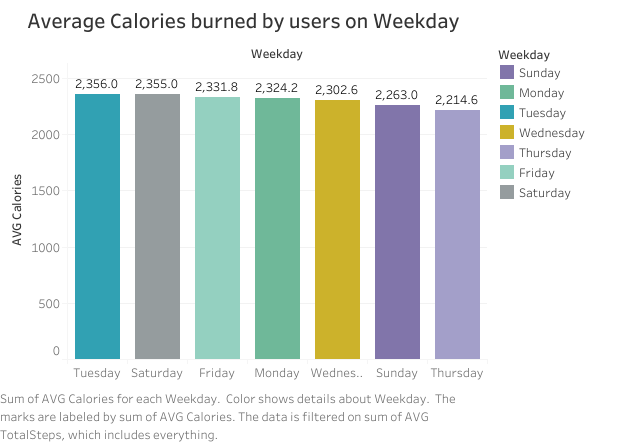 Average Calories burned by users on Weekday
Weekday
Weekday
Sunday
Monday
Tuesday
Wednesday
Thursday
Friday
Saturday
AVG Calories
2500
2000
1500
1000
500
0
2,356.0 2,355.0 2,331.8 2,324.2 2,302.6 2,263.0 2,214.6
Tuesday Saturday Friday Monday Wednes.. Sunday Thursday
Sum of AVG Calories for each Weekday. Color shows details about Weekday. The
marks are labeled by sum of AVG Calories. The data is filtered on sum of AVG
TotalSteps, which includes everything.